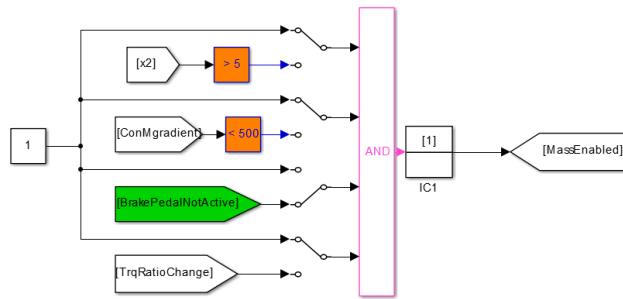 [x2]
> 5
[ConMgradient]
< 500
1
AND
[1]
IC1
[MassEnabled]
[BrakePedalNotActive]
[TrqRatioChange]